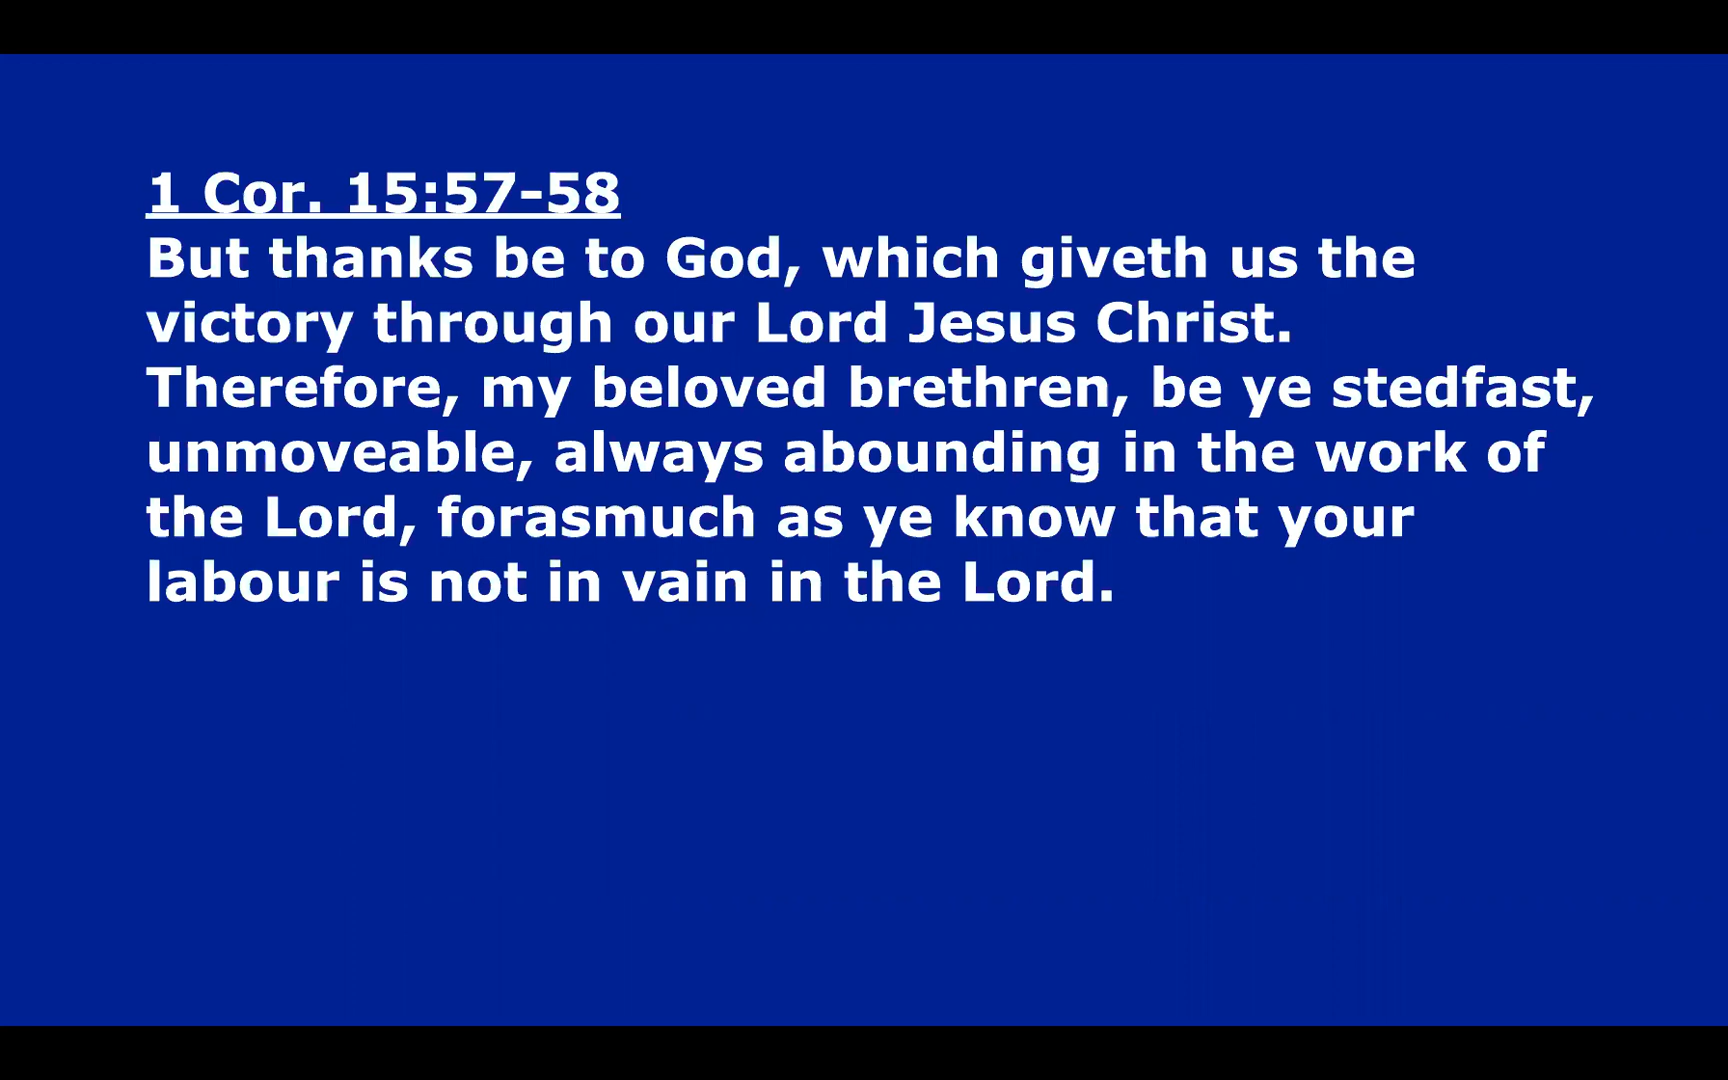 1 Cor. 15:57-58
But thanks be to God, which giveth us the
victory through our Lord Jesus Christ.
Therefore, my beloved brethren, be ye stedfast,
unmoveable, always abounding in the work of
the Lord, forasmuch as ye know that your
labour is not in vain in the Lord.